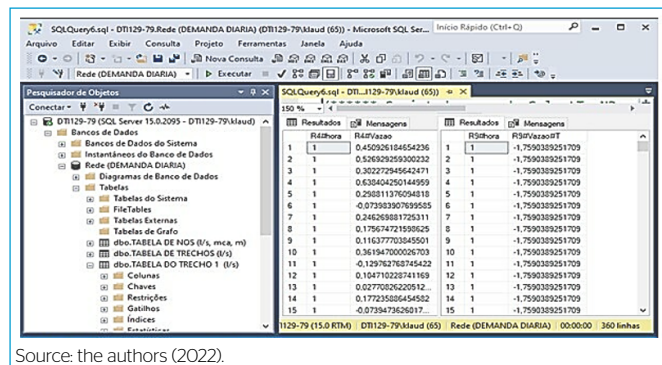 SQLQuery6.sql - DTI129-79.Rede (DEMANDA DIARIA) (DTI129-79\klaud (65)) - Microsoft SQL Ser...
Início Rápido (Ctrl+Q)
Arquivo Editar Exibir Consulta Projeto Ferramentas Janela Ajuda
Nova Consulta
Rede (DEMANDA DIARIA) Executar
Pesquisador de Objetos
Conectar
DTI129-79 (SQL Server 15.0.2095 - DTI129-79\klaud)
Bancos de Dados
Bancos de Dados do Sistema
Instantâneos do Banco de Dados
Rede (DEMANDA DIARIA)
Diagramas de Banco de Dados
Tabelas
Tabelas do Sistema
FileTables
Tabelas Externas
Tabelas de Grafo
dbo.TABELA DE NOS (l/s, mca, m)
dbo.TABELA DE TRECHOS (l/s)
dbo.TABELA DO TRECHO 1 (l/s)
Colunas
Chaves
Restrições
Gatilhos
Índices
Estatísticas
SQLQuery6.sql - DTI...I129-79\klaud (65))
150 %
Resultados Mensagens
R4#hora R4#Vazao
1 1 0,450926184654236
2 1 0,526929259300232
3 1 0,302272945642471
4 1 0,638404250144959
5 1 0,298811376094818
6 1 -0,073983907699585
7 1 0,246269881725311
8 1 0,175674721598625
9 1 0,116377703845501
10 1 0,361947000026703
11 1 -0,129762768745422
12 1 0,104710228741169
13 1 0,02770826220512...
14 1 0,177235886454582
15 1 -0,0739473626017...
Resultados Mensagens
R9#hora R9#Vazao#T
1 1 -1,7590389251709
2 1 -1,7590389251709
3 1 -1,7590389251709
4 1 -1,7590389251709
5 1 -1,7590389251709
6 1 -1,7590389251709
7 1 -1,7590389251709
8 1 -1,7590389251709
9 1 -1,7590389251709
10 1 -1,7590389251709
11 1 -1,7590389251709
12 1 -1,7590389251709
13 1 -1,7590389251709
14 1 -1,7590389251709
15 1 -1,7590389251709
1129-79 (15.0 RTM) DTI129-79\klaud (65) Rede (DEMANDA DIARIA) 00:00:00 360 linhas
Source: the authors (2022).